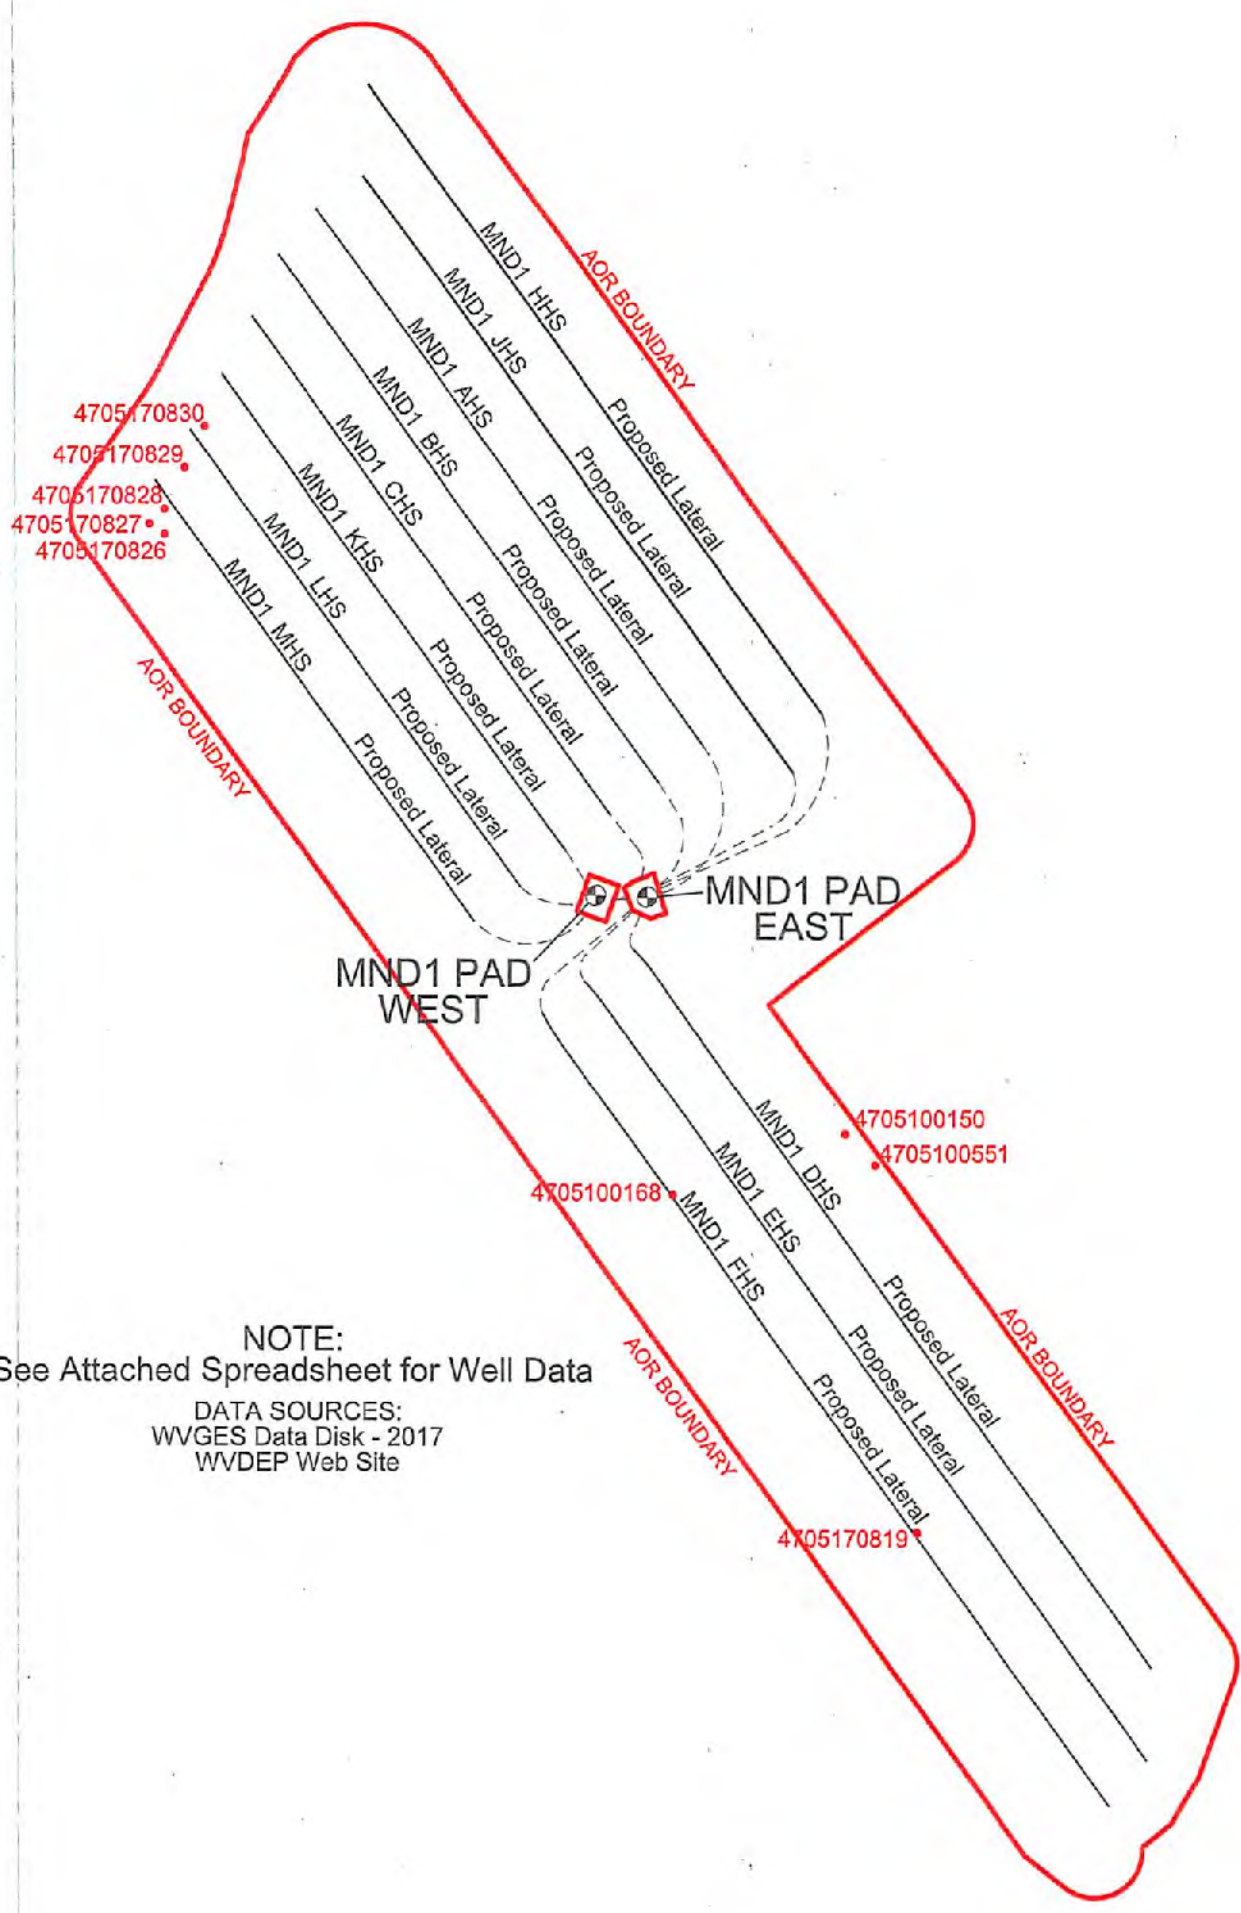 MND1 HHS
AOR BOUNDARY
MND1 JHS
MND1 AHS
MND1 BHS
MND1 CHS
MND1 KHS
MND1 LHS
MND1 MHS
Proposed Lateral
Proposed Lateral
Proposed Lateral
Proposed Lateral
Proposed Lateral
Proposed Lateral
Proposed Lateral
Proposed Lateral
4705170830
4705170829
4705170828
4705170827
4705170826
AOR BOUNDARY
MND1 PAD
EAST
MND1 PAD
WEST
4705100150
4705100551
4705100168
MND1 DHS
MND1 EHS
MND1 FHS
Proposed Lateral
Proposed Lateral
Proposed Lateral
AOR BOUNDARY
AOR BOUNDARY
4705170819
NOTE:
See Attached Spreadsheet for Well Data
DATA SOURCES:
WVGES Data Disk - 2017
WVDEP Web Site